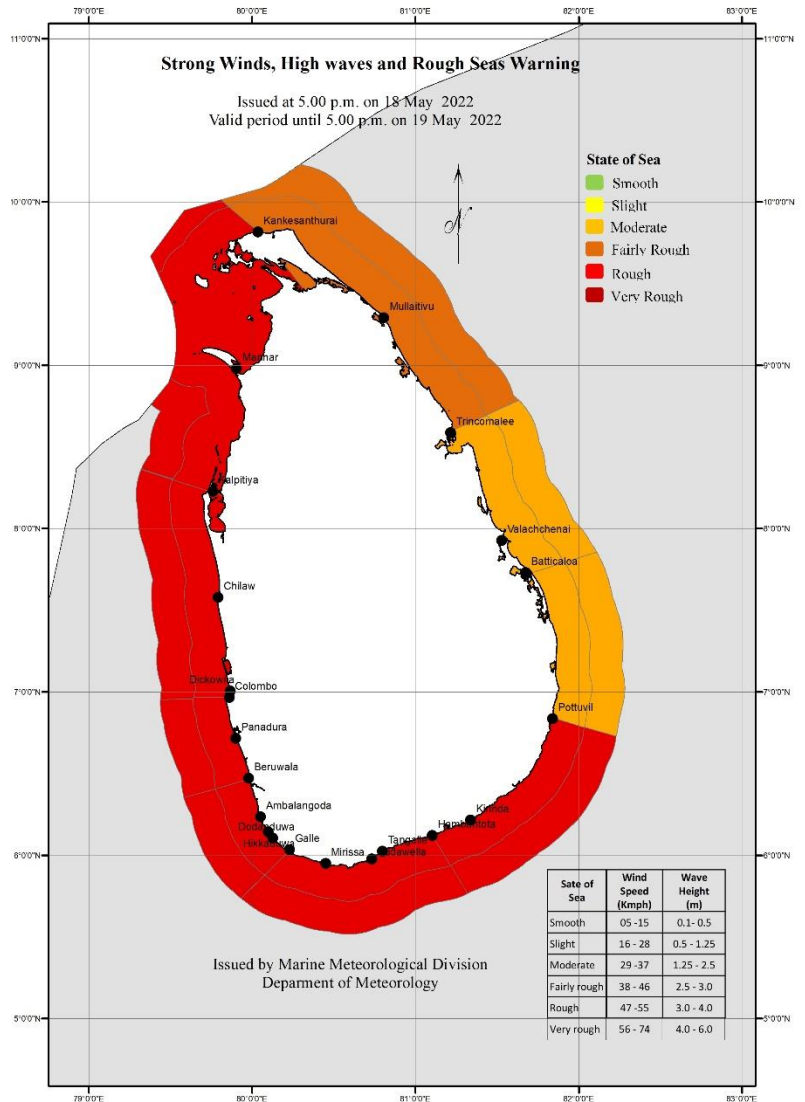 80°0'0"E
81°0'0"E
82°0'0"E
83°0'0"E
11°0'0"N
11°0'0"N
Strong Winds, High waves and Rough Seas Warning
Issued at 5.00 p.m. on 18 May 2022
Valid period until 5.00 p.m. on 19 May 2022
State of Sea
Smooth
Slight
Moderate
Fairly Rough
Rough
Very Rough
N
10°0'0"N
10°0'0"N
Kankesanthurai
Mullaitivu
9°0'0"N
9°0'0"N
Mannar
Trincomalee
Kalpitiya
8°0'0"N
8°0'0"N
Valachchenai
Batticaloa
Chilaw
7°0'0"N
7°0'0"N
Dickowita
Colombo
Pottuvil
Panadura
Beruwala
Ambalangoda
Kirinda
Dodanduwa
Hambantota
Hikkaduwa
Galle
Tangalle
Mirissa
6°0'0"N
6°0'0"N
Sate of Sea Wind Speed (Kmph) Wave Height (m)
Smooth 05 -15 0.1- 0.5
Slight 16 - 28 0.5 - 1.25
Moderate 29 -37 1.25 - 2.5
Fairly rough 38 - 46 2.5 - 3.0
Rough 47 -55 3.0 - 4.0
Very rough 56 - 74 4.0 - 6.0
Issued by Marine Meteorological Division
Deparment of Meteorology
5°0'0"N
5°0'0"N
79°0'0"E
80°0'0"E
81°0'0"E
82°0'0"E
83°0'0"E